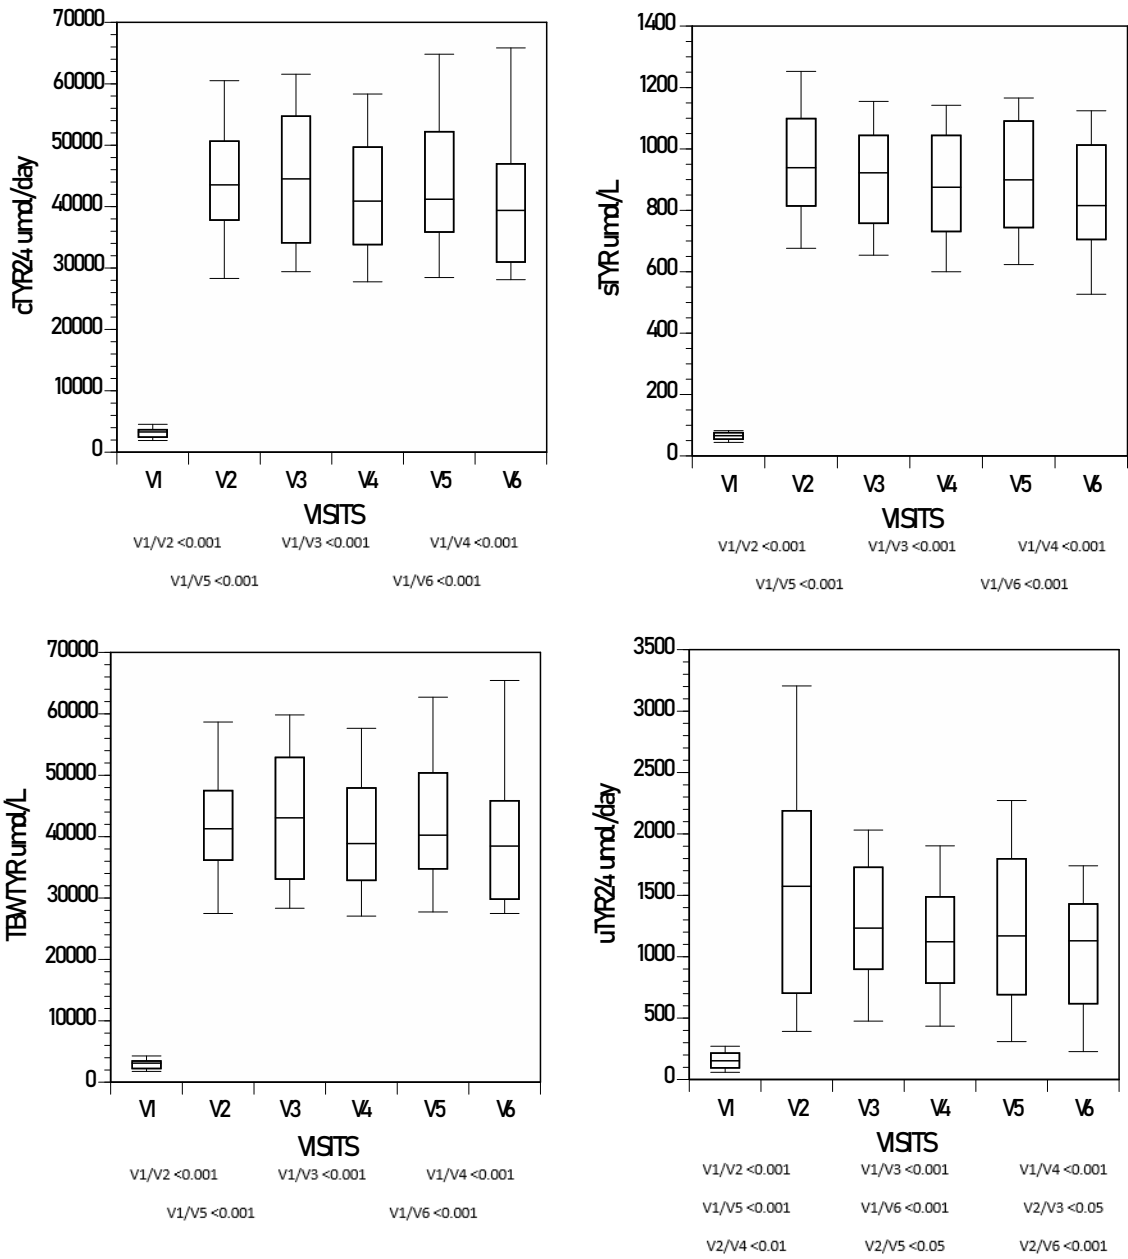 70000
60000
50000
40000
30000
20000
10000
0
cTYR24 umol/day
V1 V2 V3 V4 V5 V6
VISITS
V1/V2 <0.001 V1/V3 <0.001 V1/V4 <0.001
V1/V5 <0.001 V1/V6 <0.001
1400
1200
1000
800
600
400
200
0
sTYR umol/L
V1 V2 V3 V4 V5 V6
VISITS
V1/V2 <0.001 V1/V3 <0.001 V1/V4 <0.001
V1/V5 <0.001 V1/V6 <0.001
70000
60000
50000
40000
30000
20000
10000
0
TBWTYR umol/L
V1 V2 V3 V4 V5 V6
VISITS
V1/V2 <0.001 V1/V3 <0.001 V1/V4 <0.001
V1/V5 <0.001 V1/V6 <0.001
3500
3000
2500
2000
1500
1000
500
0
uTYR24 umol/day
V1 V2 V3 V4 V5 V6
VISITS
V1/V2 <0.001 V1/V3 <0.001 V1/V4 <0.001
V1/V5 <0.001 V1/V6 <0.001 V2/V3 <0.05
V2/V4 <0.01 V2/V5 <0.05 V2/V6 <0.001